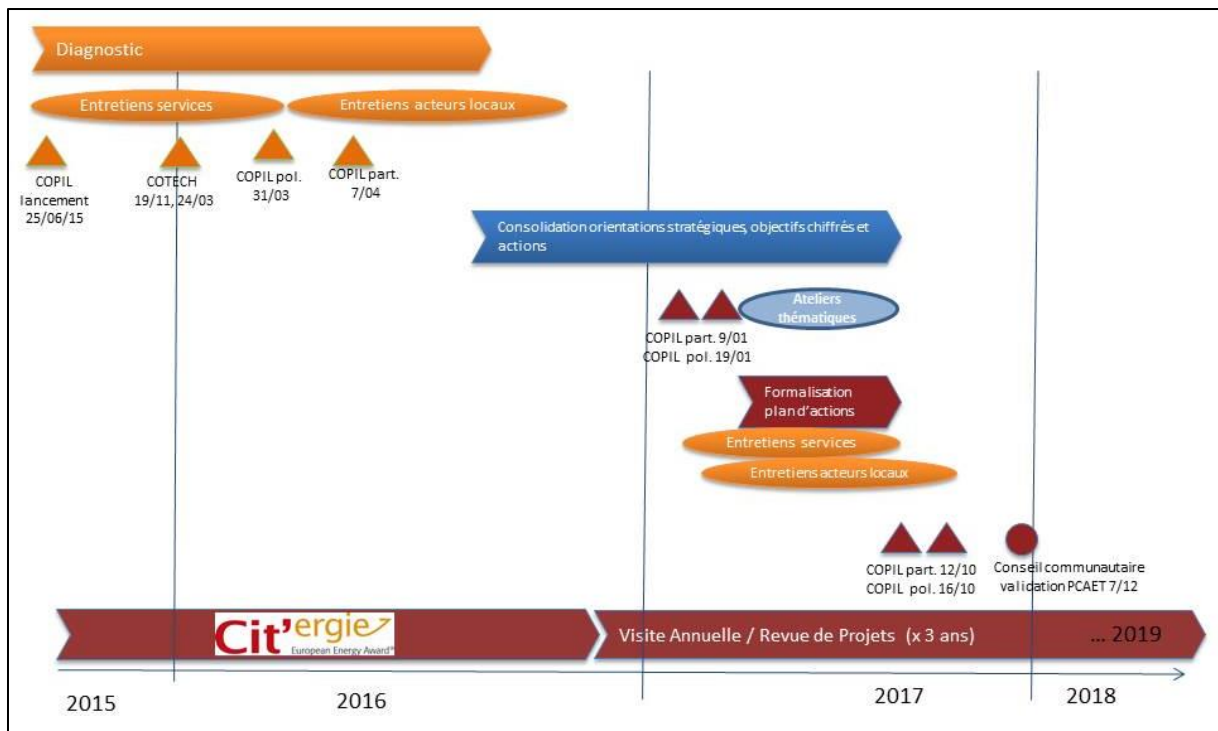 Diagnostic
Entretiens services
Entretiens acteurs locaux
COPIL
lancement
25/06/15
COTECH
19/11, 24/03
COPIL pol.
31/03
COPIL part.
7/04
Consolidation orientations stratégiques, objectifs chiffrés et
actions
Ateliers
thématiques
COPIL part. 9/01
COPIL pol. 19/01
Formalisation
plan d'actions
Entretiens services
Entretiens acteurs locaux
COPIL part. 12/10
COPIL pol. 16/10
Conseil communautaire
validation PCAET 7/12
Cit'ergie
European Energy Award®
Visite Annuelle / Revue de Projets (x 3 ans)
... 2019
2015
2016
2017
2018